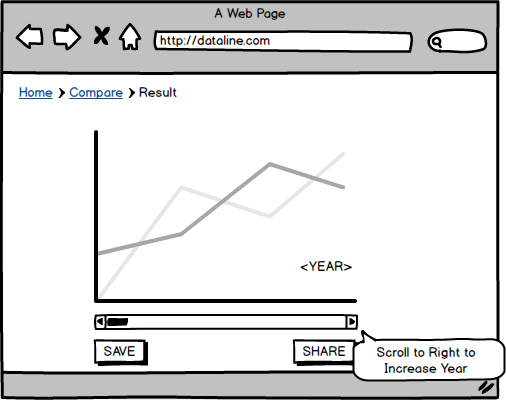 A Web Page
http://dataline.com
Home Compare Result
<YEAR>
SAVE
SHARE
Scroll to Right to
Increase Year